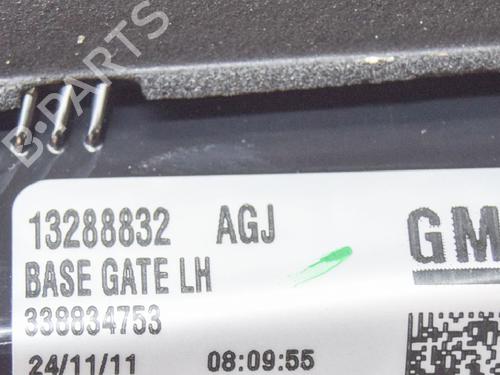 B-PARTS
13288832 AGJ GM
BASE GATE LH
338834753
24/11/11 08:09:55